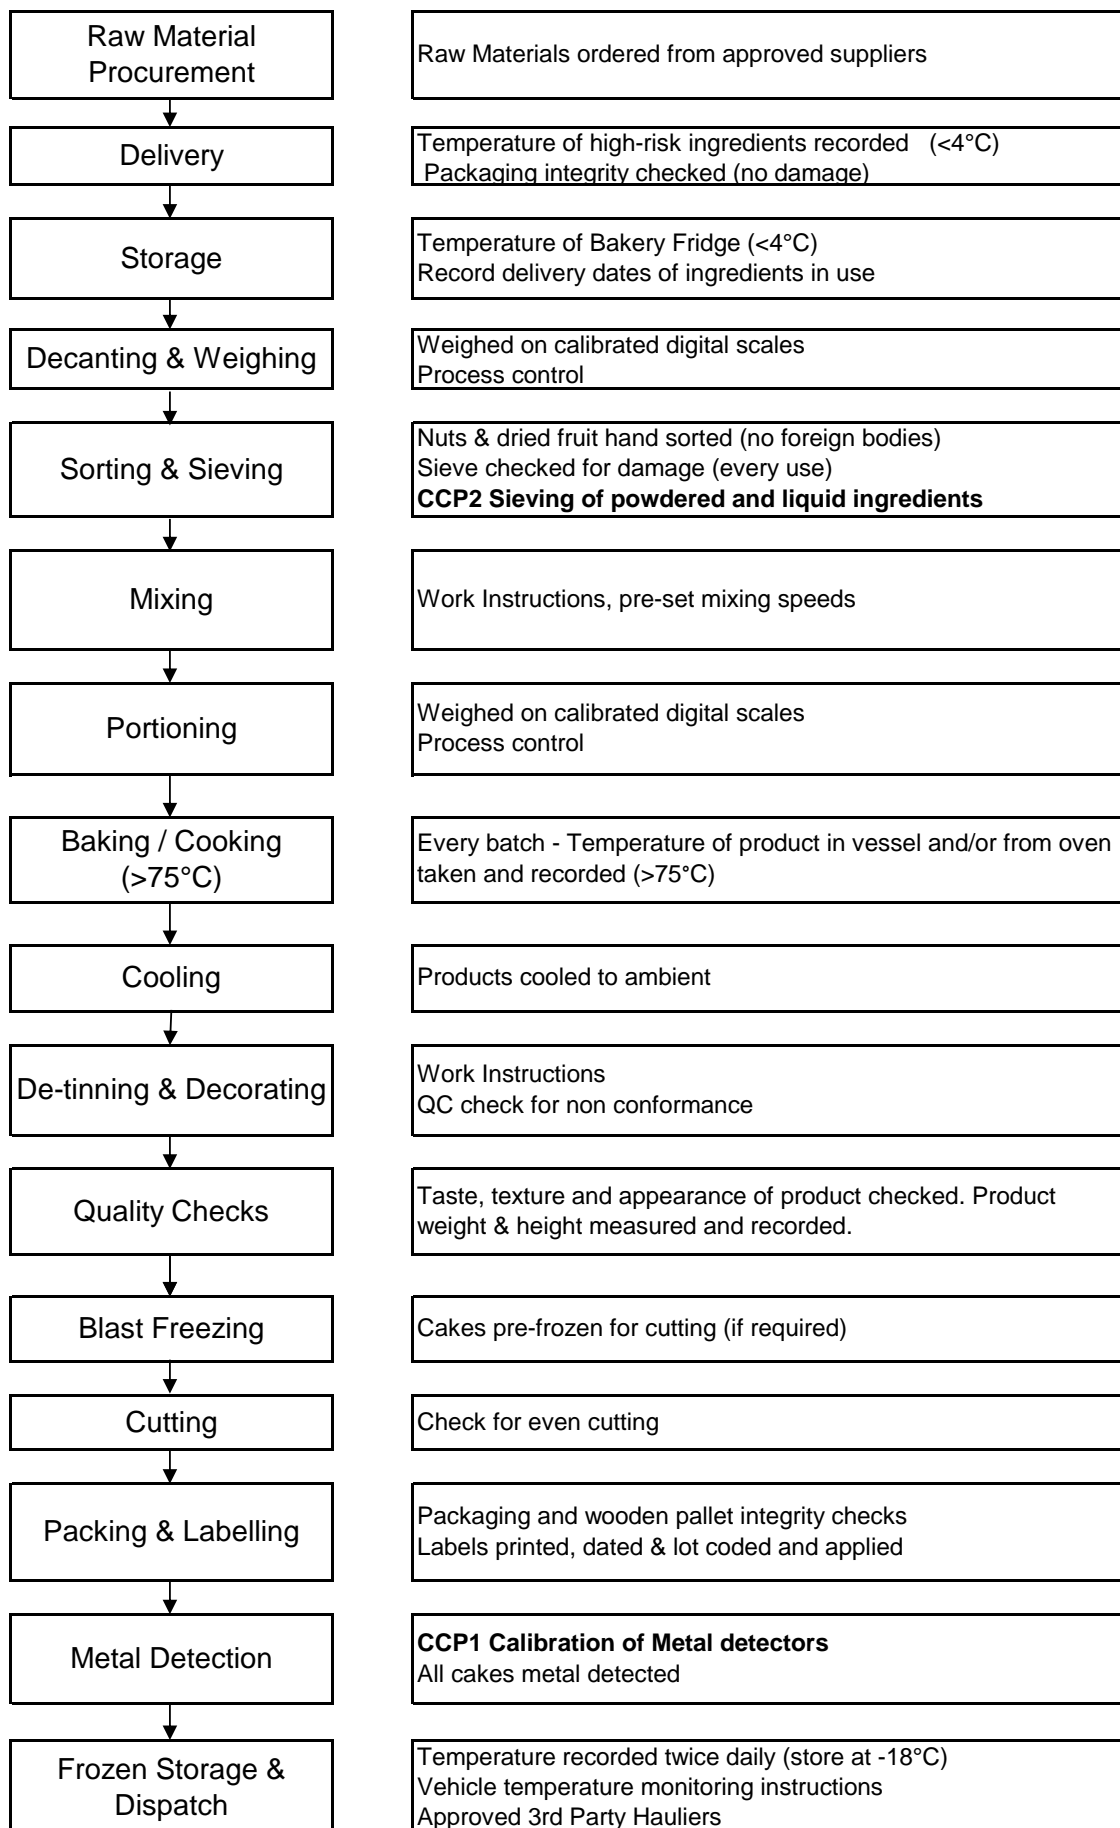 Raw Material
Procurement
Raw Materials ordered from approved suppliers
Delivery
Temperature of high-risk ingredients recorded (<4°C)
Packaging integrity checked (no damage)
Storage
Temperature of Bakery Fridge (<4°C)
Record delivery dates of ingredients in use
Decanting & Weighing
Weighed on calibrated digital scales
Process control
Sorting & Sieving
Nuts & dried fruit hand sorted (no foreign bodies)
Sieve checked for damage (every use)
CCP2 Sieving of powdered and liquid ingredients
Mixing
Work Instructions, pre-set mixing speeds
Portioning
Weighed on calibrated digital scales
Process control
Baking / Cooking
(>75°C)
Every batch - Temperature of product in vessel and/or from oven
taken and recorded (>75°C)
Cooling
Products cooled to ambient
De-tinning & Decorating
Work Instructions
QC check for non conformance
Quality Checks
Taste, texture and appearance of product checked. Product
weight & height measured and recorded.
Blast Freezing
Cakes pre-frozen for cutting (if required)
Cutting
Check for even cutting
Packing & Labelling
Packaging and wooden pallet integrity checks
Labels printed, dated & lot coded and applied
Metal Detection
CCP1 Calibration of Metal detectors
All cakes metal detected
Frozen Storage &
Dispatch
Temperature recorded twice daily (store at -18°C)
Vehicle temperature monitoring instructions
Approved 3rd Party Hauliers